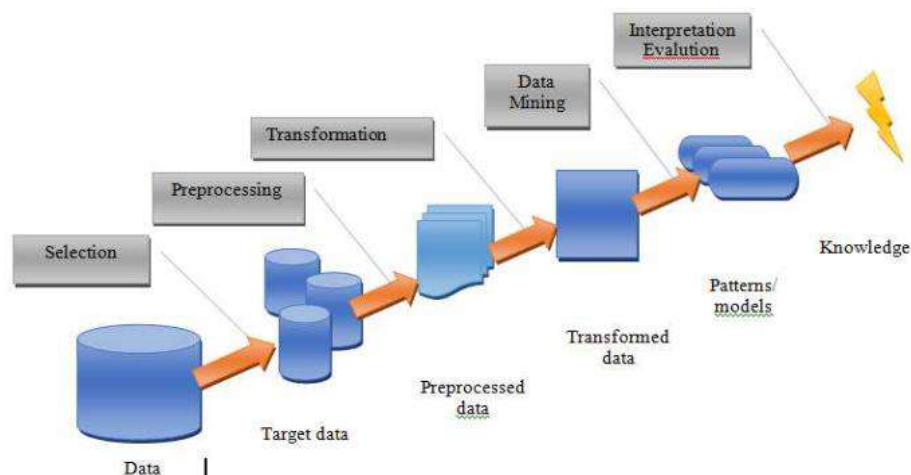 Interpretation
Evalution
Data
Mining
Transformation
Preprocessing
Selection
Knowledge
Patterns/
models
Transformed
data
Preprocessed
data
Target data
Data